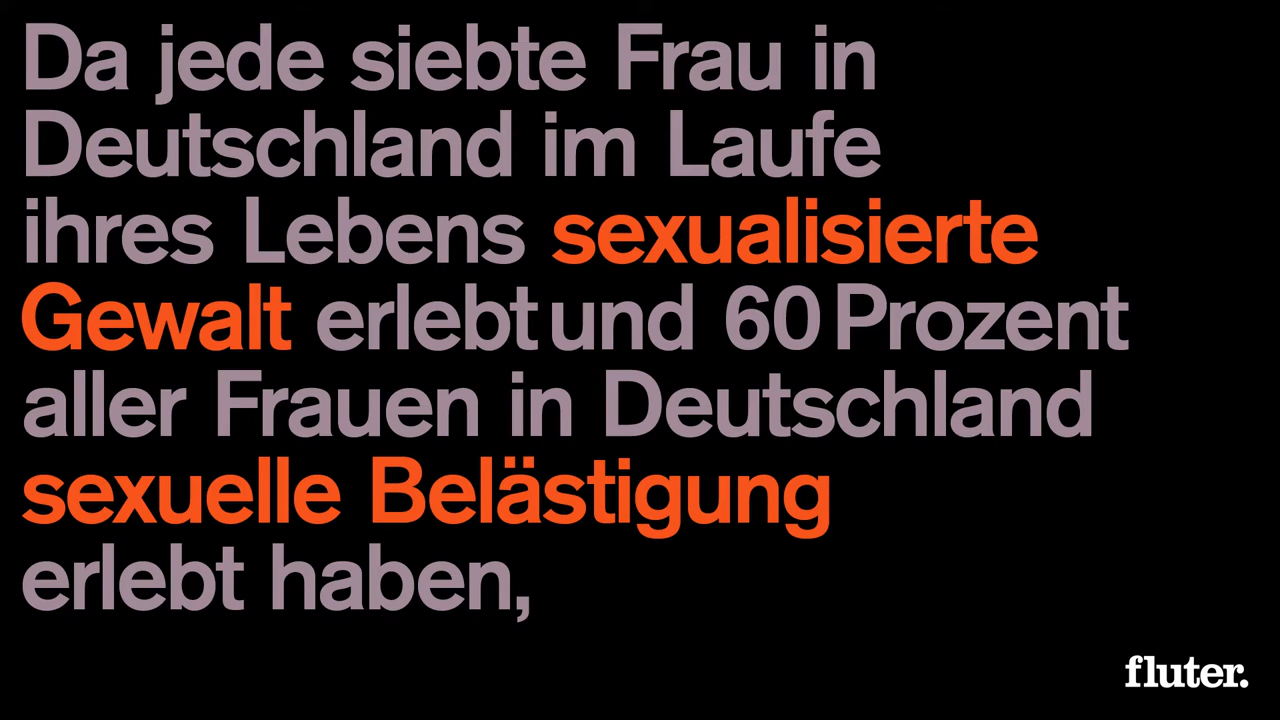 Da jede siebte Frau in
Deutschland im Laufe
ihres Lebens sexualisierte
Gewalt erlebt und 60 Prozent
aller Frauen in Deutschland
sexuelle Belästigung
erlebt haben,
fluter.